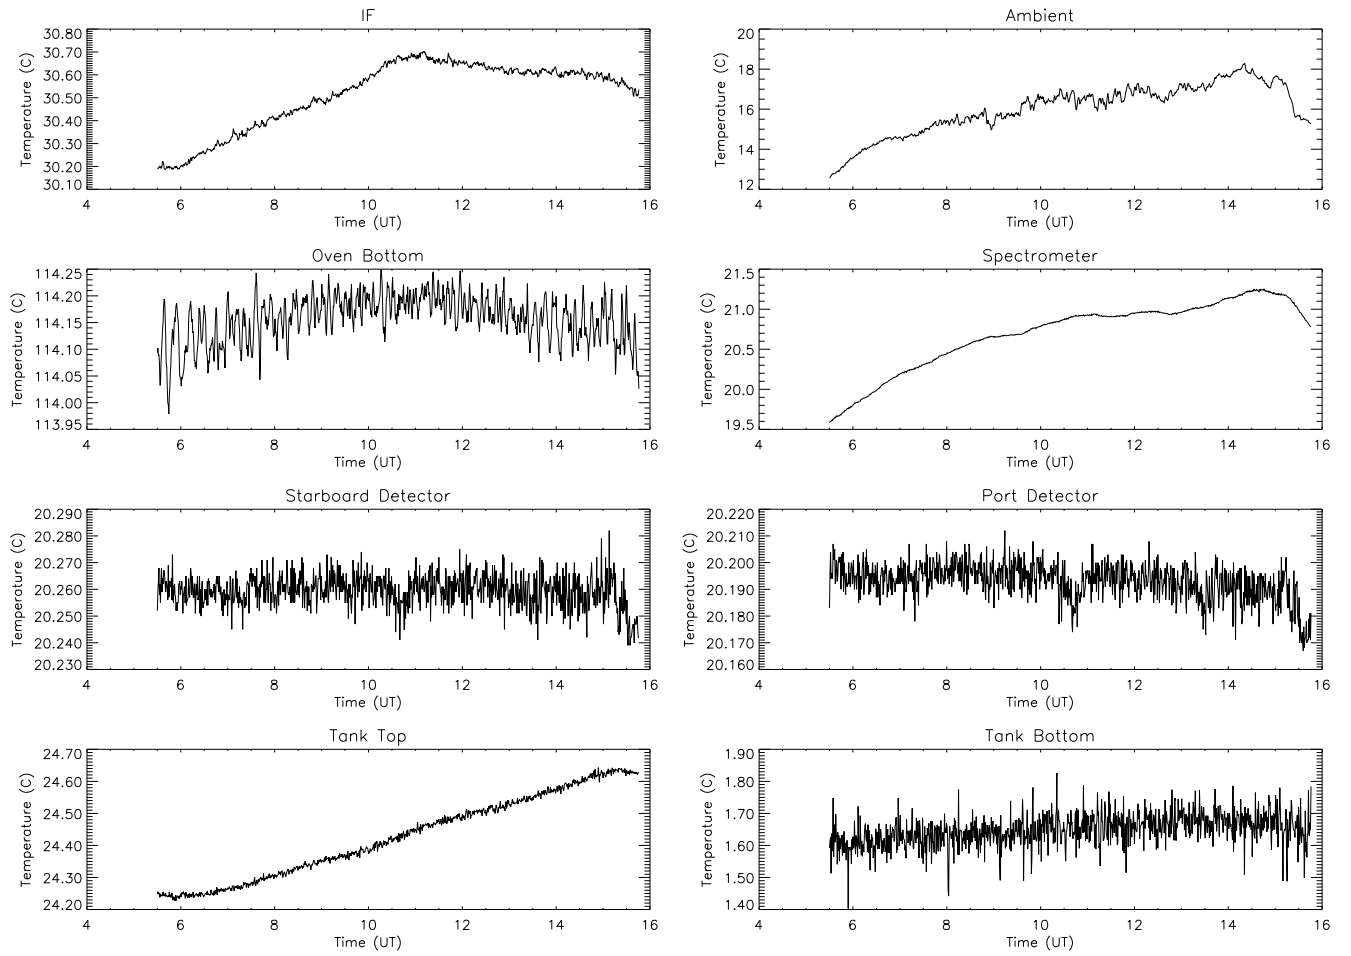 IF
Temperature (C)
30.80
30.70
30.60
30.50
30.40
30.30
30.20
30.10
4 6 8 10 12 14 16
Time (UT)
Ambient
Temperature (C)
20
18
16
14
12
4 6 8 10 12 14 16
Time (UT)
Oven Bottom
Temperature (C)
114.25
114.20
114.15
114.10
114.05
114.00
113.95
4 6 8 10 12 14 16
Time (UT)
Spectrometer
Temperature (C)
21.5
21.0
20.5
20.0
19.5
4 6 8 10 12 14 16
Time (UT)
Starboard Detector
Temperature (C)
20.290
20.280
20.270
20.260
20.250
20.240
20.230
4 6 8 10 12 14 16
Time (UT)
Port Detector
Temperature (C)
20.220
20.210
20.200
20.190
20.180
20.170
20.160
4 6 8 10 12 14 16
Time (UT)
Tank Top
Temperature (C)
24.70
24.60
24.50
24.40
24.30
24.20
4 6 8 10 12 14 16
Time (UT)
Tank Bottom
Temperature (C)
1.90
1.80
1.70
1.60
1.50
1.40
4 6 8 10 12 14 16
Time (UT)